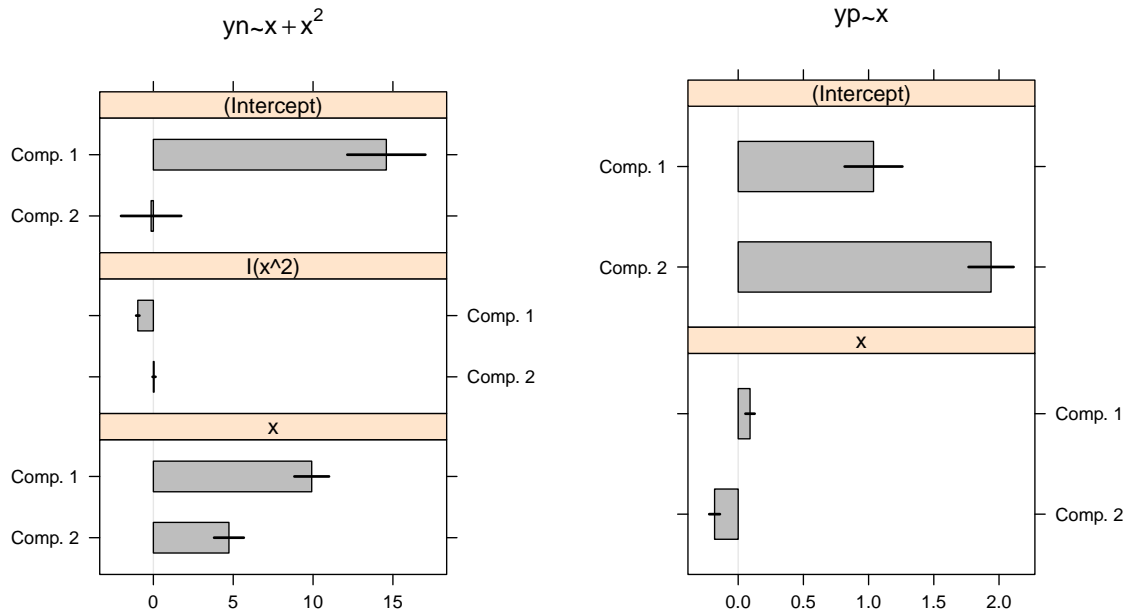 yn~x + x²
(Intercept)
Comp. 1
Comp. 2
I(x^2)
Comp. 1
Comp. 2
x
Comp. 1
Comp. 2
0 5 10 15
yp~x
(Intercept)
Comp. 1
Comp. 2
x
Comp. 1
Comp. 2
0.0 0.5 1.0 1.5 2.0